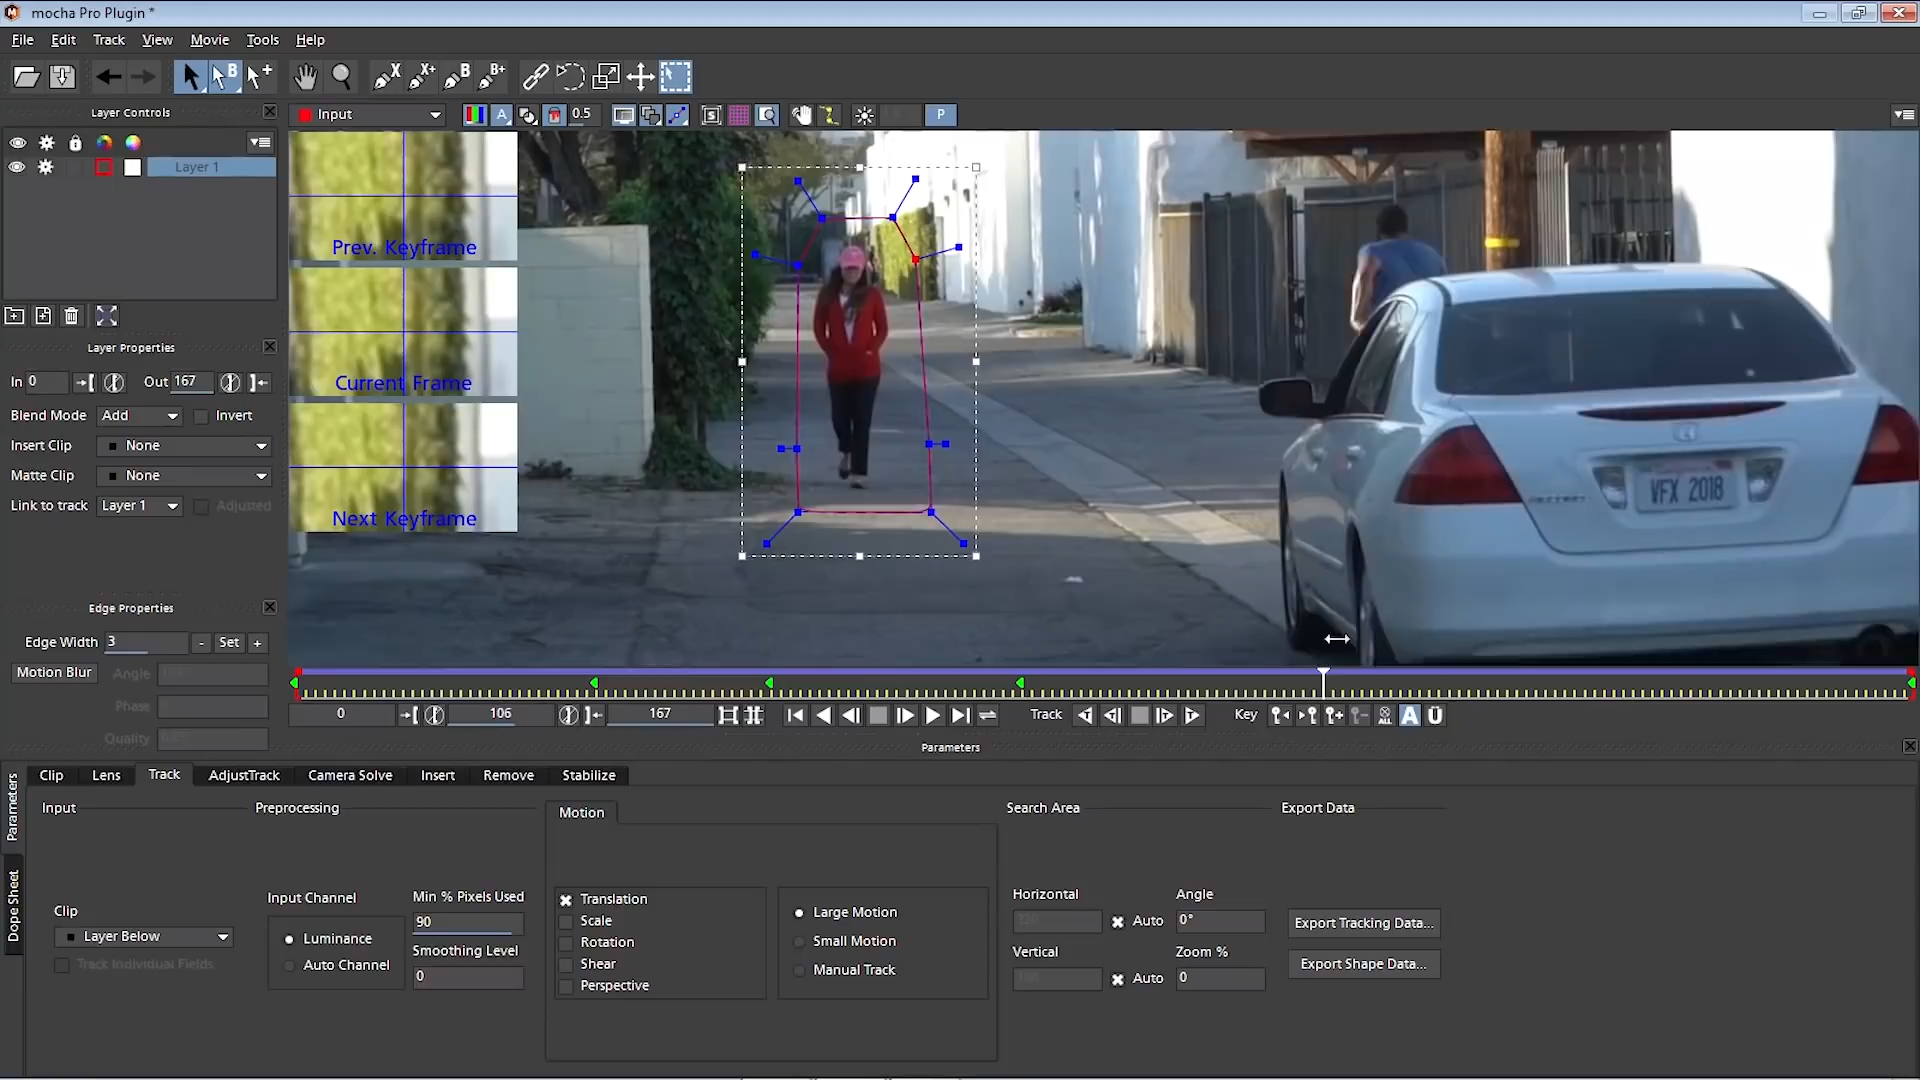 mocha Pro Plugin *
File Edit Track View Movie Tools Help
Layer Controls
Input
A
0.5
P
Layer 1
Prev. Keyframe
Current Frame
Next Keyframe
VFX 2018
Layer Properties
In 0 Out 167
Blend Mode Add Invert
Insert Clip None
Matte Clip None
Link to track Layer 1 Adjusted
Edge Properties
Edge Width 3 - Set +
Motion Blur Angle
Phase
Quality
0 106 167 Track Key ALL A Ü
Parameters
Parameters
Dope Sheet
Clip Lens Track AdjustTrack Camera Solve Insert Remove Stabilize
Input Preprocessing Motion Search Area Export Data
Clip
Layer Below
Track Individual Fields
Input Channel
Luminance
Auto Channel
Min % Pixels Used
90
Smoothing Level
0
Translation
Scale
Rotation
Shear
Perspective
Large Motion
Small Motion
Manual Track
Horizontal
Auto
Vertical
Auto
Angle
0°
Zoom %
0
Export Tracking Data...
Export Shape Data...